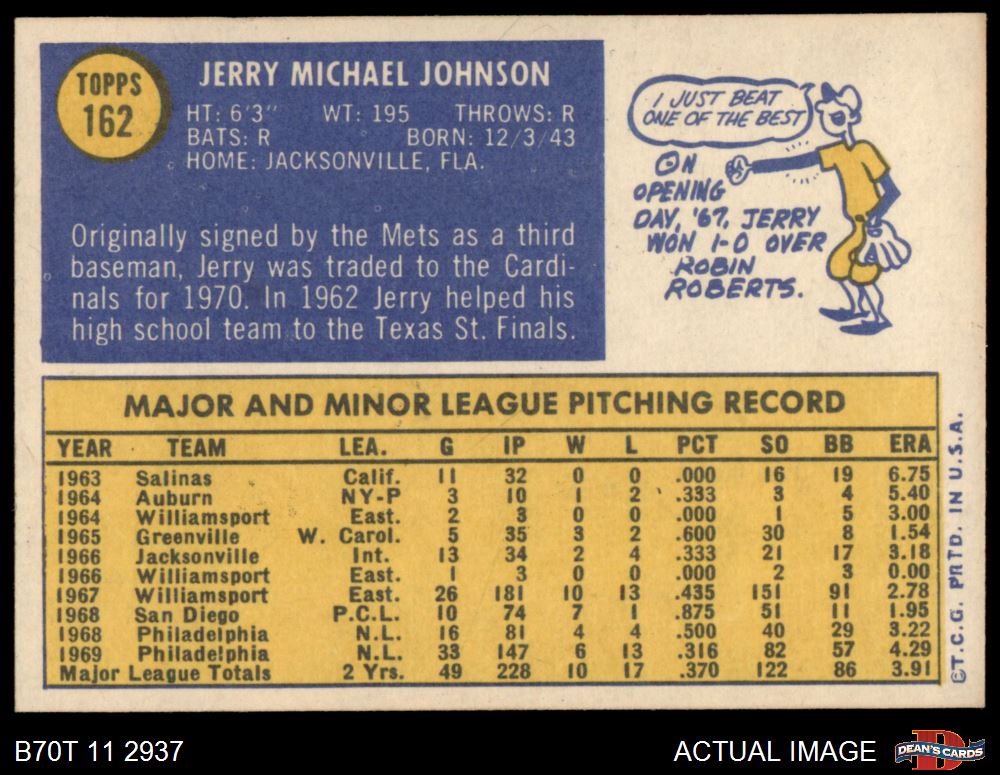 TOPPS
162
JERRY MICHAEL JOHNSON
HT: 6'3" WT: 195 THROWS: R
BATS: R BORN: 12/3/43
HOME: JACKSONVILLE, FLA.
Originally signed by the Mets as a third
baseman, Jerry was traded to the Cardi-
nals for 1970. In 1962 Jerry helped his
high school team to the Texas St. Finals.
I JUST BEAT
ONE OF THE BEST
ON
OPENING
DAY, '67, JERRY
WON 1-0 OVER
ROBIN
ROBERTS.
MAJOR AND MINOR LEAGUE PITCHING RECORD
YEAR TEAM LEA. G IP W L PCT SO BB ERA
1963 Salinas Calif. 11 32 0 0 .000 16 19 6.75
1964 Auburn NY-P 3 10 1 2 .333 3 4 5.40
1964 Williamsport East. 2 3 0 0 .000 1 5 3.00
1965 Greenville W. Carol. 5 35 3 2 .600 30 8 1.54
1966 Jacksonville Int. 13 34 2 4 .333 21 17 3.18
1966 Williamsport East. 1 3 0 0 .000 2 3 0.00
1967 Williamsport East. 26 181 10 13 .435 151 91 2.78
1968 San Diego P.C.L. 10 74 7 1 .875 51 11 1.95
1968 Philadelphia N.L. 16 81 4 4 .500 40 29 3.22
1969 Philadelphia N.L. 33 147 6 13 .316 82 57 4.29
Major League Totals 2 Yrs. 49 228 10 17 .370 122 86 3.91
©T.C.G. PRTD. IN U.S.A.
B70T 11 2937
ACTUAL IMAGE
DEAN'S CARDS